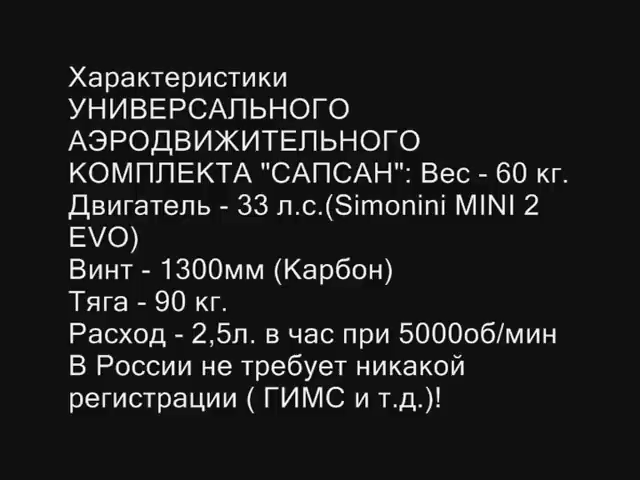 Характеристики
УНИВЕРСАЛЬНОГО
АЭРОДВИЖИТЕЛЬНОГО
КОМПЛЕКТА "САПСАН": Вес - 60 кг.
Двигатель - 33 л.с.(Simonini MINI 2
EVO)
Винт - 1300мм (Карбон)
Тяга - 90 кг.
Расход - 2,5л. в час при 5000об/мин
В России не требует никакой
регистрации ( ГИМС и т.д.)!